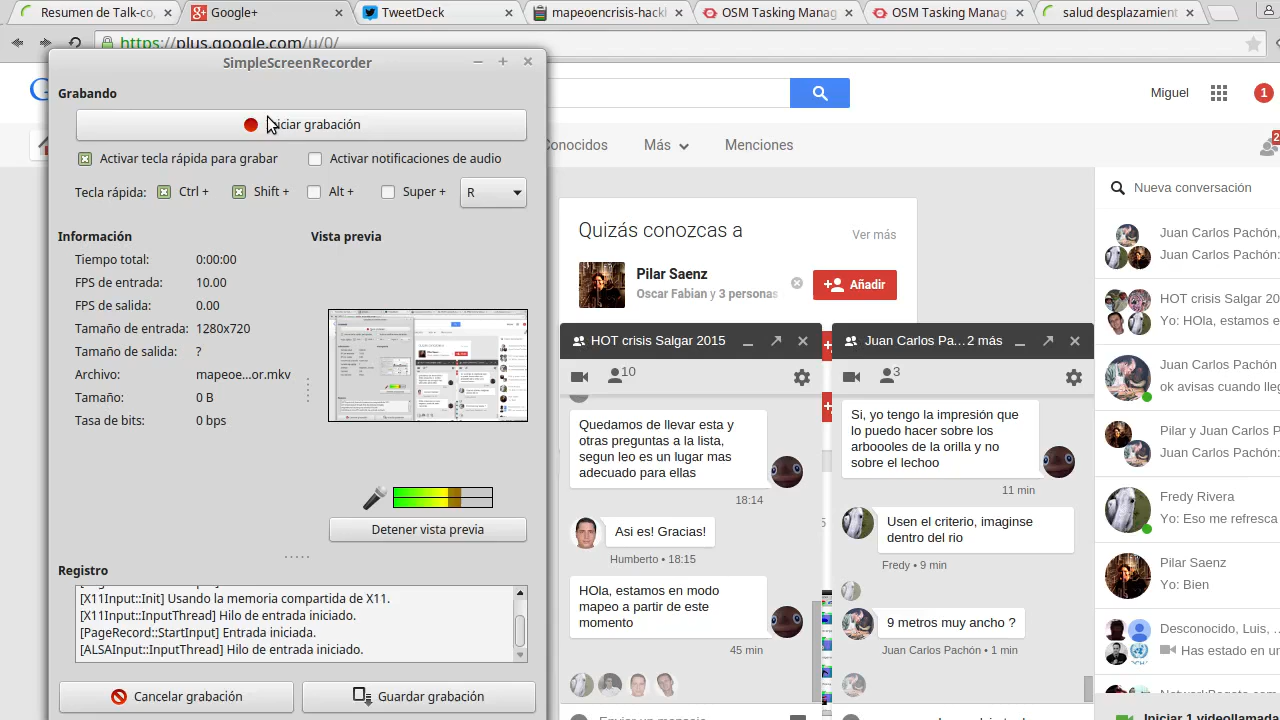 Resumen de Talk-co,
Google+
TweetDeck
mapeoencrisis-hackl
OSM Tasking Manag
OSM Tasking Manag
salud desplazamient
https://plus.google.com/u/0/
SimpleScreenRecorder
Grabando
iciar grabación
Activar tecla rápida para grabar
Activar notificaciones de audio
Tecla rápida:
Ctrl +
Shift +
Alt +
Super +
R
Información
Vista previa
Tiempo total: 0:00:00
FPS de entrada: 10.00
FPS de salida: 0.00
Tamaño de entrada: 1280x720
Tamaño de salida: ?
Archivo: mapeoe...or.mkv
Tamaño: 0 B
Tasa de bits: 0 bps
Detener vista previa
Registro
[X11Input::Init] Usando la memoria compartida de X11.
[X11Input::InputThread] Hilo de entrada iniciado.
[PageRecord::StartInput] Entrada iniciada.
[ALSAInput::InputThread] Hilo de entrada iniciado.
Cancelar grabación
Guardar grabación
Miguel
1
2
Conocidos
Más
Menciones
Quizás conozcas a
Ver más
Pilar Saenz
Oscar Fabian y 3 personas
Añadir
HOT crisis Salgar 2015
10
Quedamos de llevar esta y
otras preguntas a la lista,
segun leo es un lugar mas
adecuado para ellas
18:14
Asi es! Gracias!
Humberto • 18:15
HOla, estamos en modo
mapeo a partir de este
momento
45 min
Juan Carlos Pa...2 más
3
Si, yo tengo la impresión que
lo puedo hacer sobre los
arboooles de la orilla y no
sobre el lechoo
11 min
Usen el criterio, imaginse
dentro del rio
Fredy • 9 min
9 metros muy ancho ?
Juan Carlos Pachón • 1 min
Nueva conversación
Juan Carlos Pachón,
Juan Carlos Pachón:
HOT crisis Salgar 20
Yo: HOla, estamos e
Juan Carlos Pachón
ok avisas cuando lleg
Pilar y Juan Carlos P
Juan Carlos Pachón:
Fredy Rivera
Yo: Eso me refresca
Pilar Saenz
Yo: Bien
Desconocido, Luis, ..
Has estado en un
Iniciar 1 videollamad